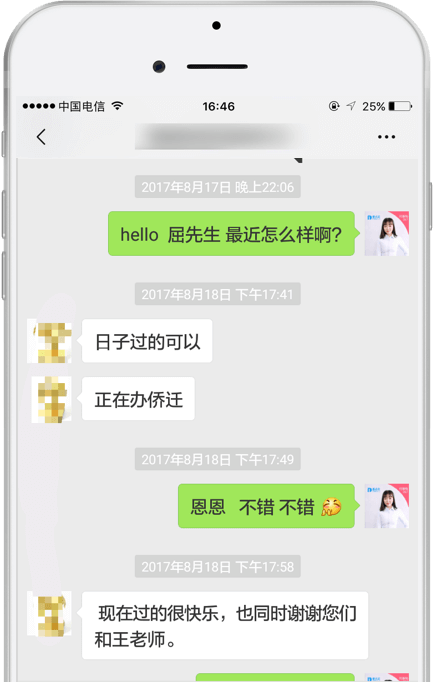 中国电信 16:46 25%
2017年8月17日 晚上22:06
hello 屈先生 最近怎么样啊?
2017年8月18日 下午17:41
日子过的可以
正在办侨迁
2017年8月18日 下午17:49
恩恩 不错 不错
2017年8月18日 下午17:58
现在过的很快乐，也同时谢谢您们
和王老师。